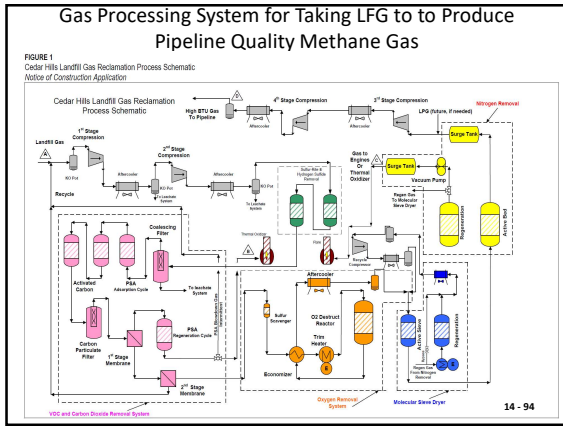 Gas Processing System for Taking LFG to to Produce
Pipeline Quality Methane Gas
FIGURE 1
Cedar Hills Landfill Gas Reclamation Process Schematic
Notice of Construction Application
Cedar Hills Landfill Gas Reclamation
Process Schematic
High BTU Gas
To Pipeline
D
4th Stage Compression
3rd Stage Compression
LPG (future, if needed)
Nitrogen Removal
Aftercooler
Aftercooler
Surge Tank
1st Stage
Compression
Landfill Gas
A
KO Pot
2nd Stage
Compression
Aftercooler
KO Pot
Aftercooler
KO Pot
To Leachate
System
To Leachate
System
Recycle
Gas to
Engines
Or
Thermal
Oxidizer
C
Surge Tank
Vacuum Pump
Regen Gas
To Molecular
Sieve Dryer
Regeneration
Active Bed
Hydrogen Sulfide
Removal
Thermal Oxidizer
B
Flare
Recycle
Compressor
Aftercooler
Coalescing
Filter
Activated
Carbon
PSA
Adsorption Cycle
To leachate
System
Carbon
Particulate
Filter
1st Stage
Membrane
PSA
Regeneration Cycle
2nd Stage
Membrane
PSA Blowdown Gas
Sulfur
Scavenger
Aftercooler
O2 Destruct
Reactor
Trim
Heater
E
Economizer
Oxygen Removal
System
Active Sieve
Regeneration
E
Regen Gas
From Nitrogen
Removal
Molecular Sieve Dryer
VOC and Carbon Dioxide Removal System
14 - 94